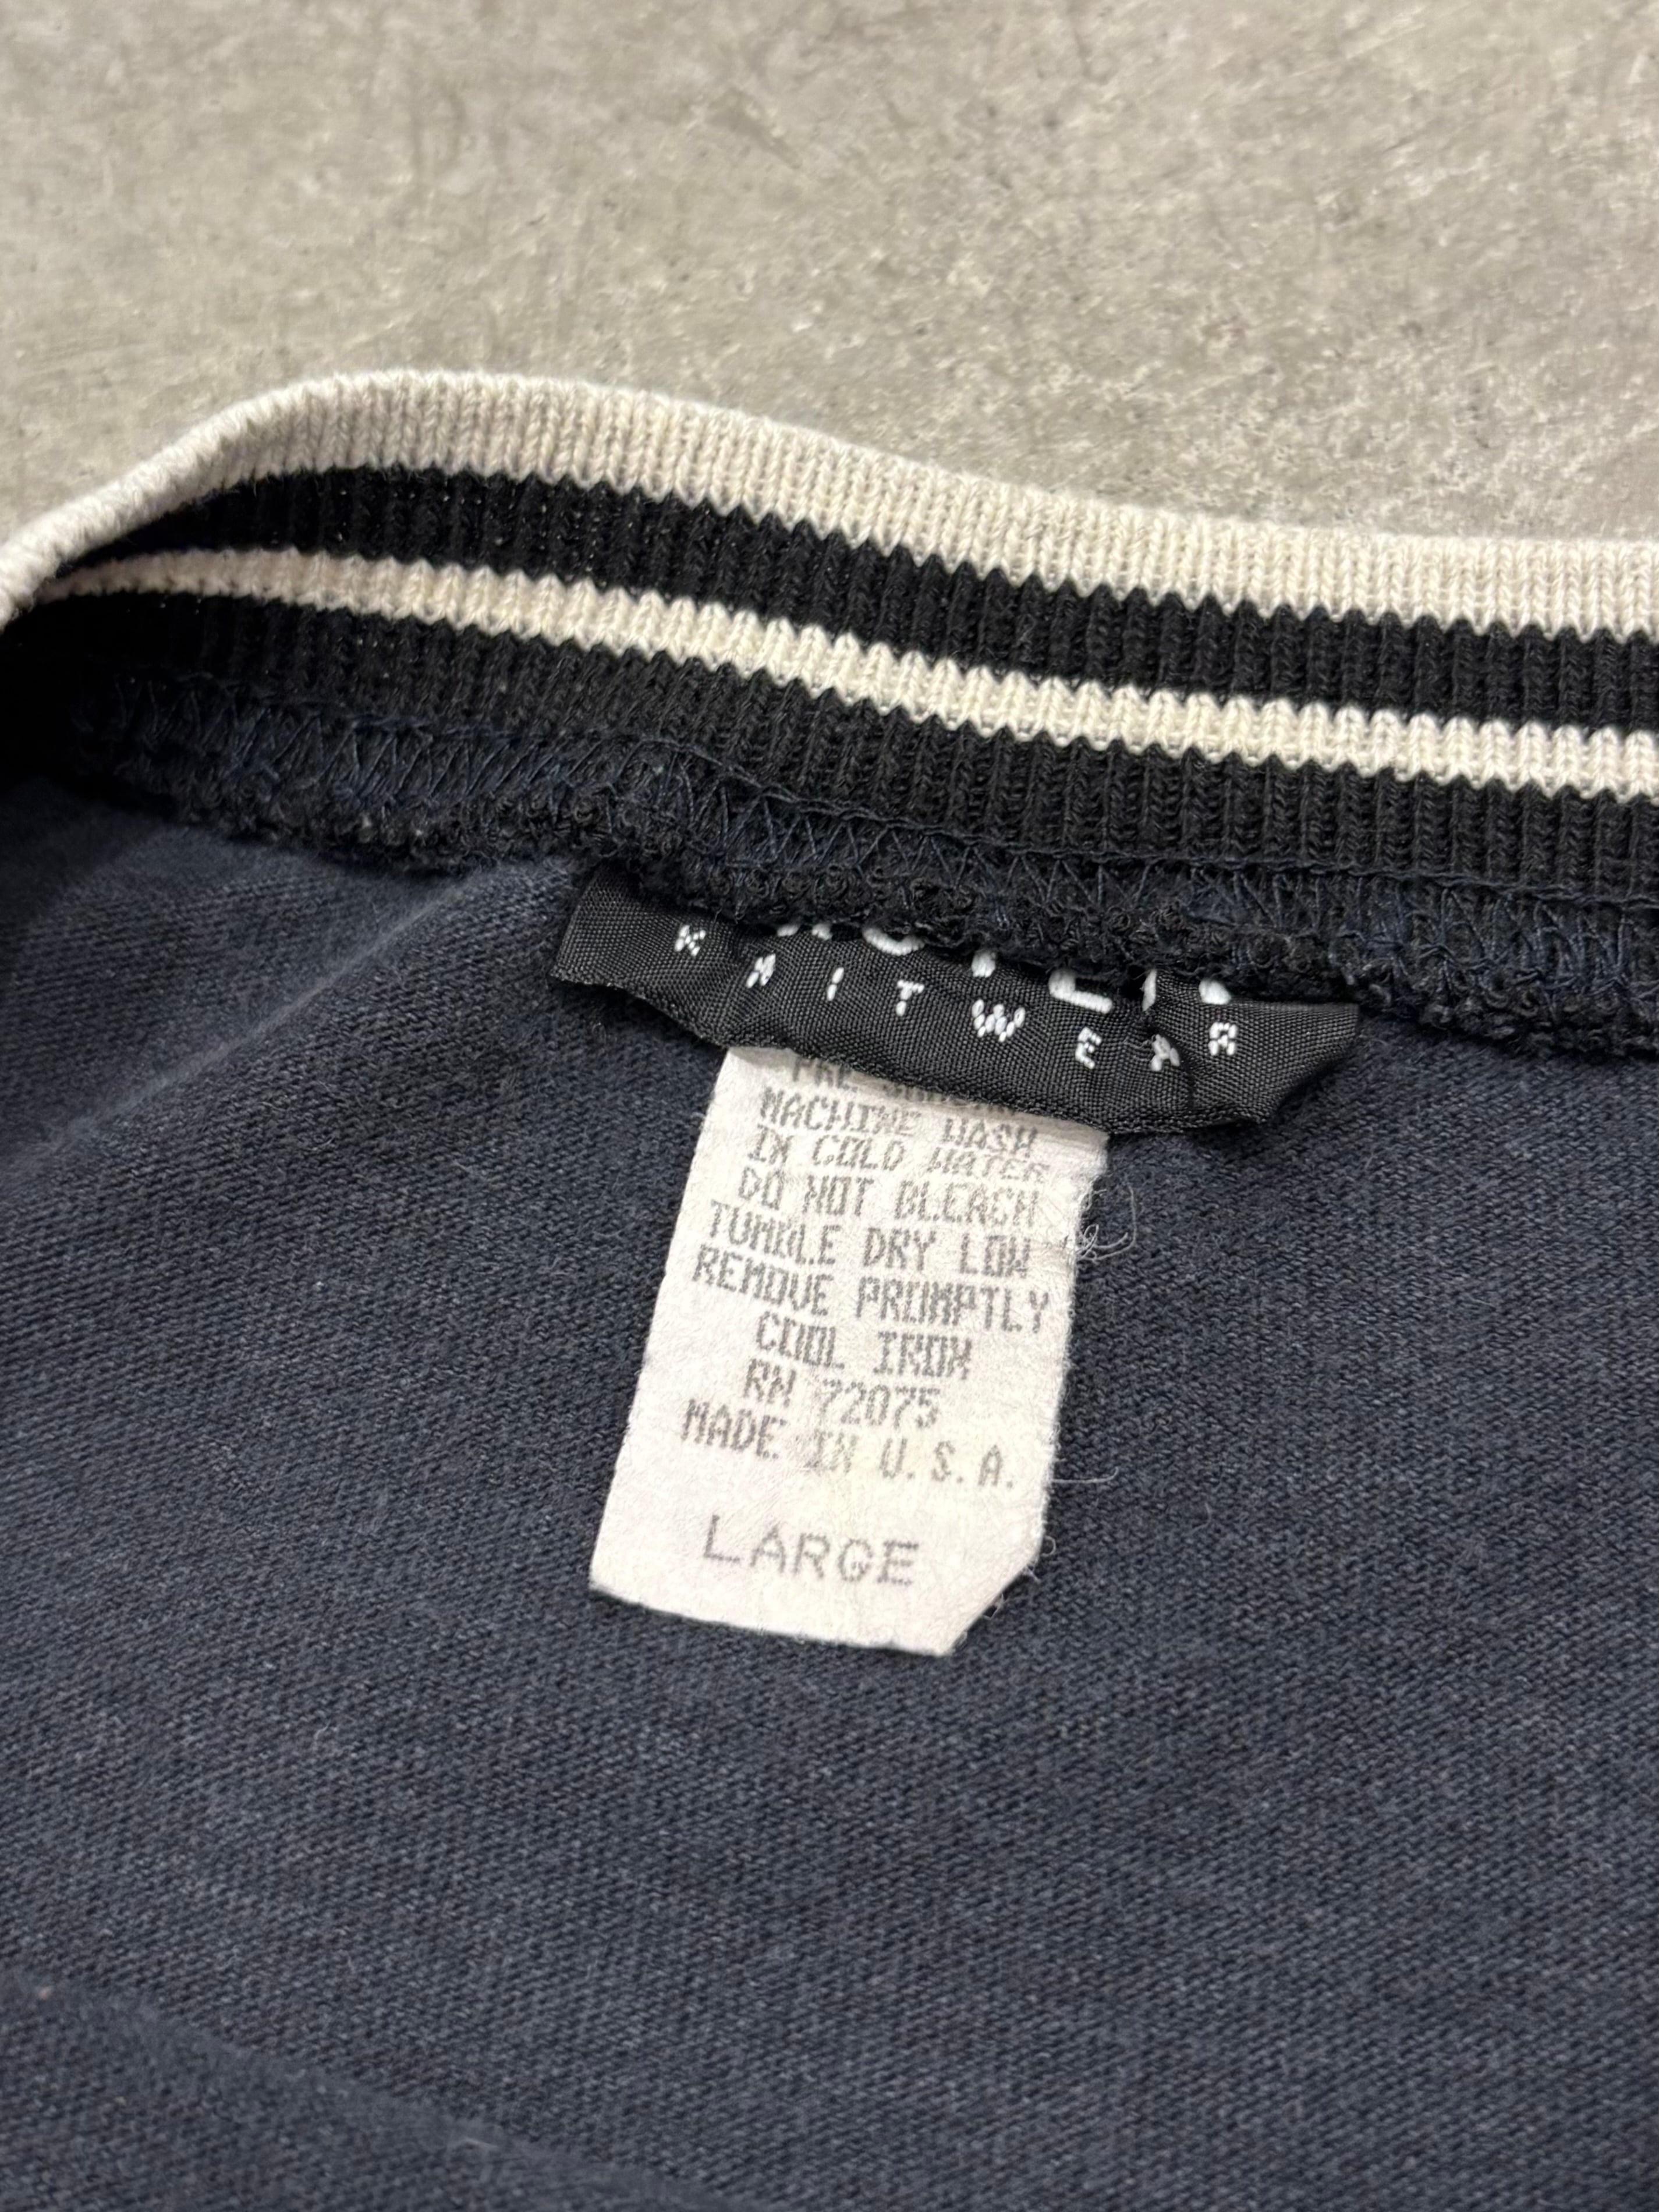 KNITWEAR
MACHINE WASH
IN COLD WATER
DO NOT BLEACH
TUMBLE DRY LOW
REMOVE PROMPTLY
COOL IRON
RN 72075
MADE IN U.S.A.
LARGE